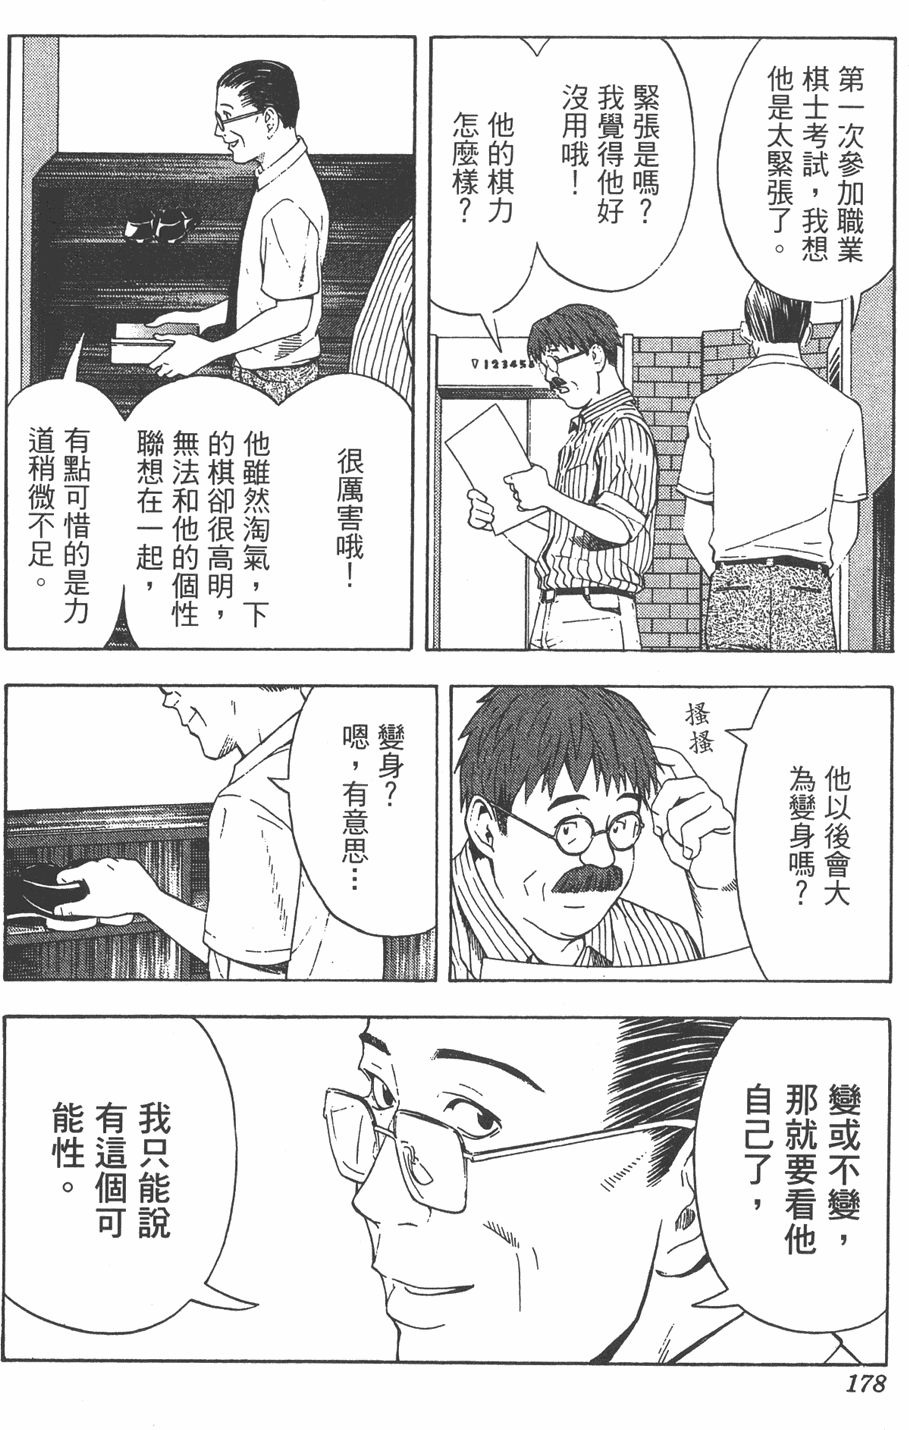 第一次參加職業
棋士考試，我想
他是太緊張了。
緊張是嗎？
我覺得他好
沒用哦！
他的棋力
怎麼樣？
▽123456
很厲害哦！
他雖然淘氣，下
的棋卻很高明，
無法和他的個性
聯想在一起，
有點可惜的是力
道稍微不足。
他以後會大
為變身嗎？
搔搔
變身？
嗯，有意思…
變或不變，
那就要看他
自己了，
我只能說
有這個可
能性。
178